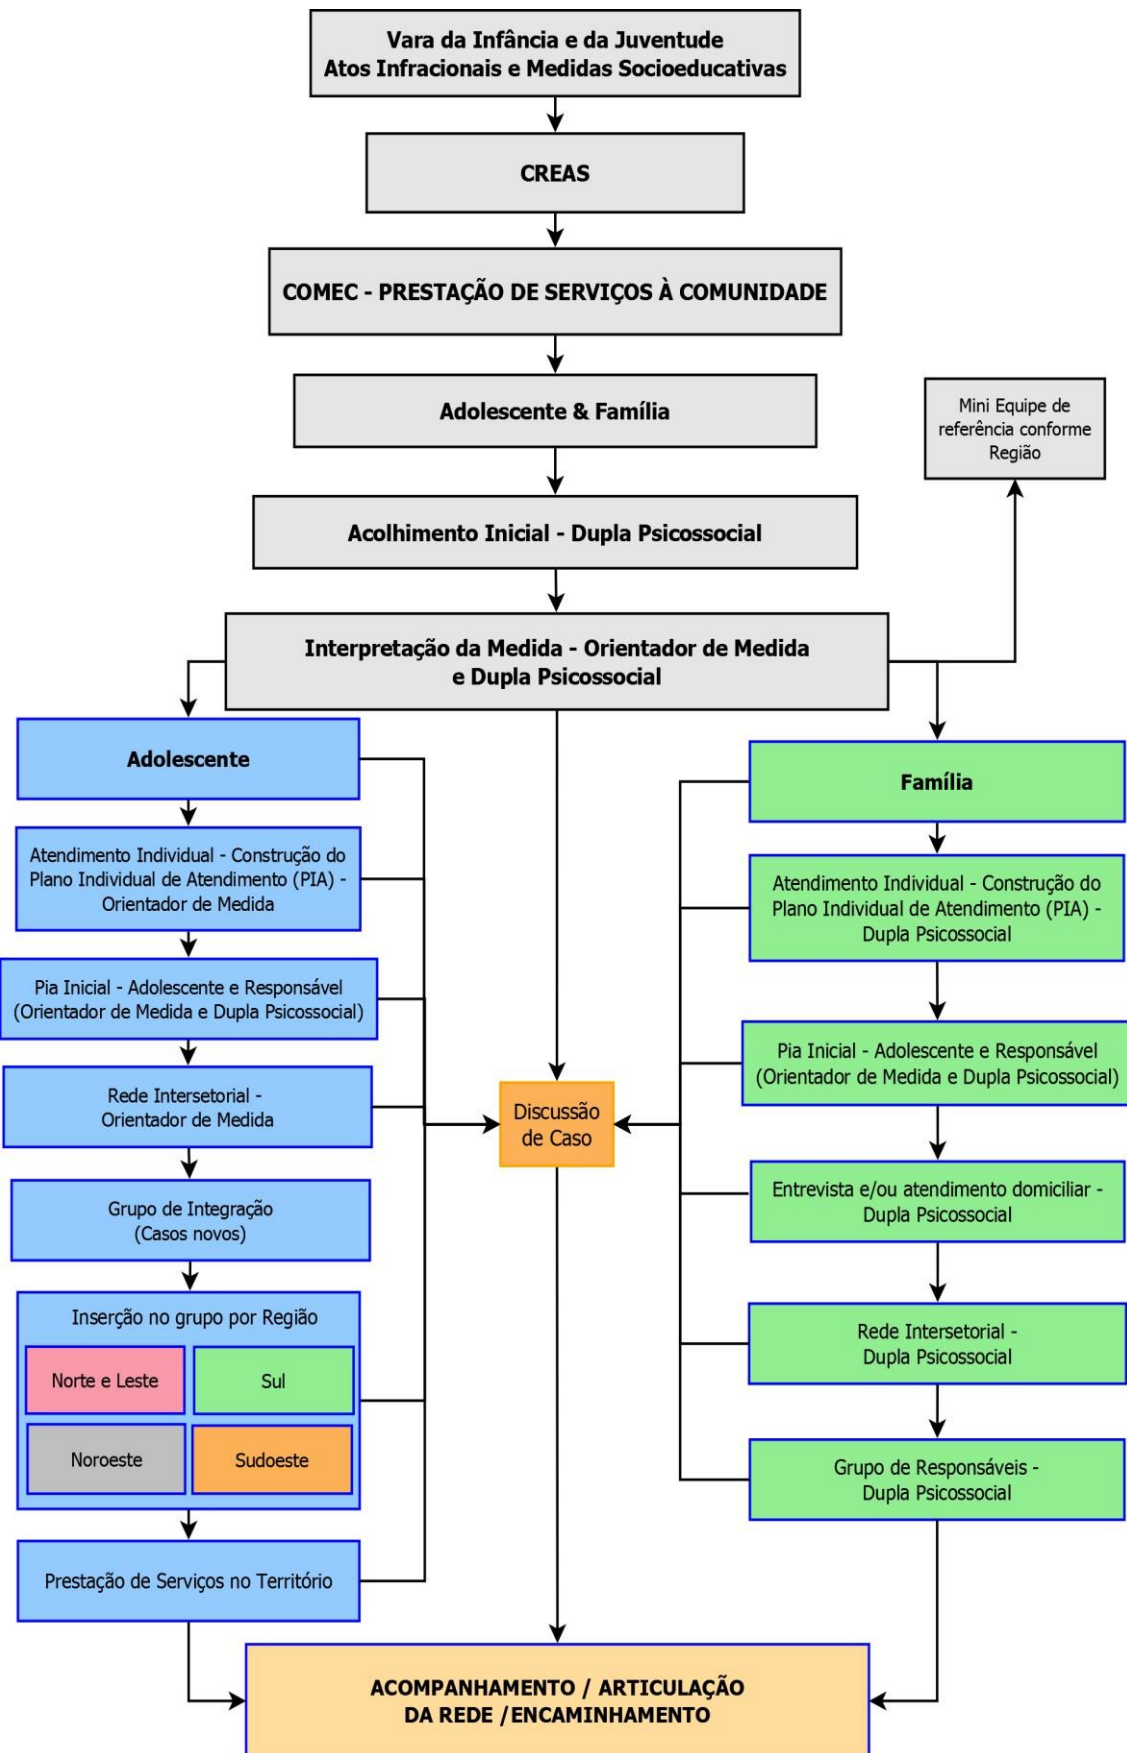 Vara da Infância e da Juventude
Atos Infracionais e Medidas Socioeducativas
CREAS
COMEC - PRESTAÇÃO DE SERVIÇOS À COMUNIDADE
Adolescente & Família
Mini Equipe de
referência conforme
Região
Acolhimento Inicial - Dupla Psicossocial
Interpretação da Medida - Orientador de Medida
e Dupla Psicossocial
Adolescente
Atendimento Individual - Construção do
Plano Individual de Atendimento (PIA) -
Orientador de Medida
Pia Inicial - Adolescente e Responsável
(Orientador de Medida e Dupla Psicossocial)
Rede Intersetorial -
Orientador de Medida
Grupo de Integração
(Casos novos)
Inserção no grupo por Região
Norte e Leste
Sul
Noroeste
Sudoeste
Prestação de Serviços no Território
Discussão
de Caso
Família
Atendimento Individual - Construção do
Plano Individual de Atendimento (PIA) -
Dupla Psicossocial
Pia Inicial - Adolescente e Responsável
(Orientador de Medida e Dupla Psicossocial)
Entrevista e/ou atendimento domiciliar -
Dupla Psicossocial
Rede Intersetorial -
Dupla Psicossocial
Grupo de Responsáveis -
Dupla Psicossocial
ACOMPANHAMENTO / ARTICULAÇÃO
DA REDE /ENCAMINHAMENTO